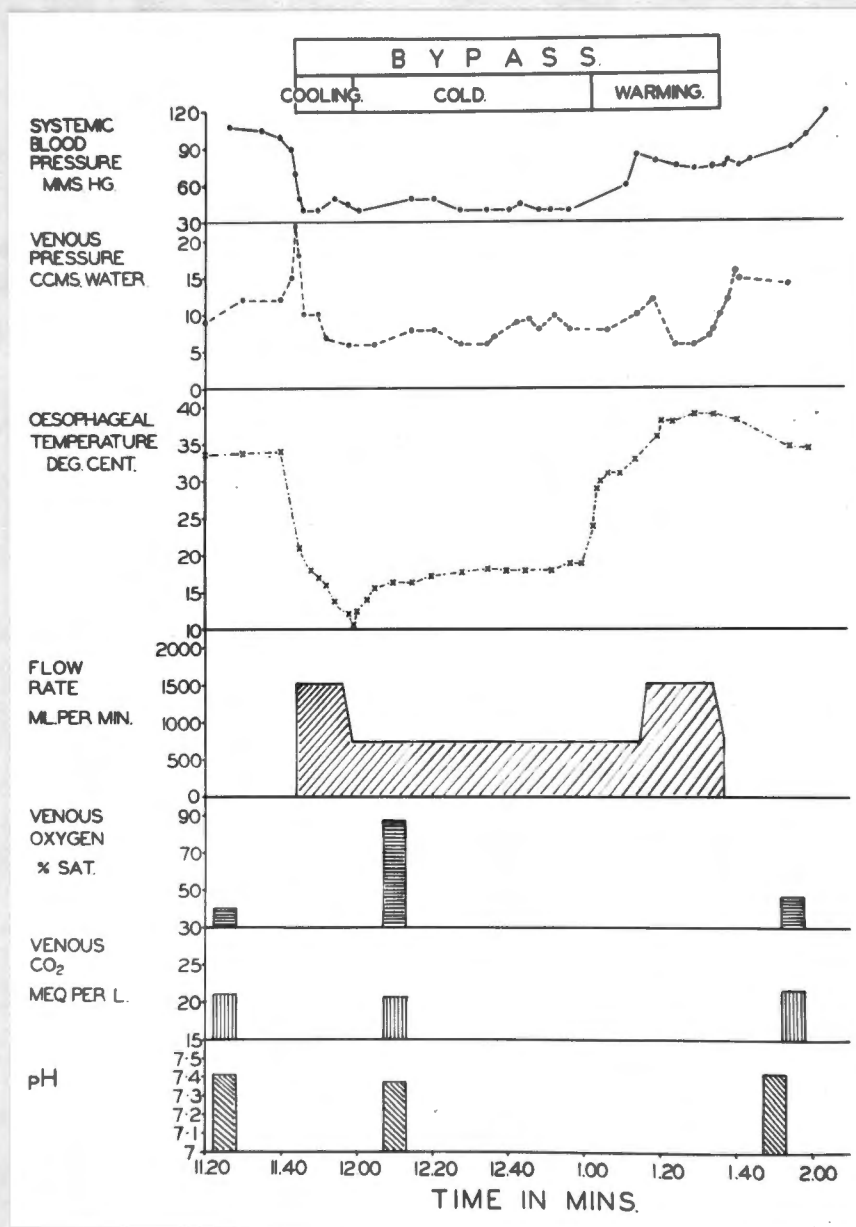 BYPASS.
COOLING. COLD. WARMING.
SYSTEMIC
BLOOD
PRESSURE
MMS HG.
120
90
60
30
VENOUS
PRESSURE
CCMS. WATER
20
15
10
5
0
OESOPHAGEAL
TEMPERATURE
DEG. CENT.
40
35
30
25
20
15
10
FLOW
RATE
ML.PER MIN.
2000
1500
1000
500
0
VENOUS
OXYGEN
% SAT.
90
70
50
30
VENOUS
CO2
MEQ PER L.
25
20
15
pH
7·5
7·4
7·3
7·2
7·1
7
11.20 11.40 12.00 12.20 12.40 1.00 1.20 1.40 2.00
TIME IN MINS.